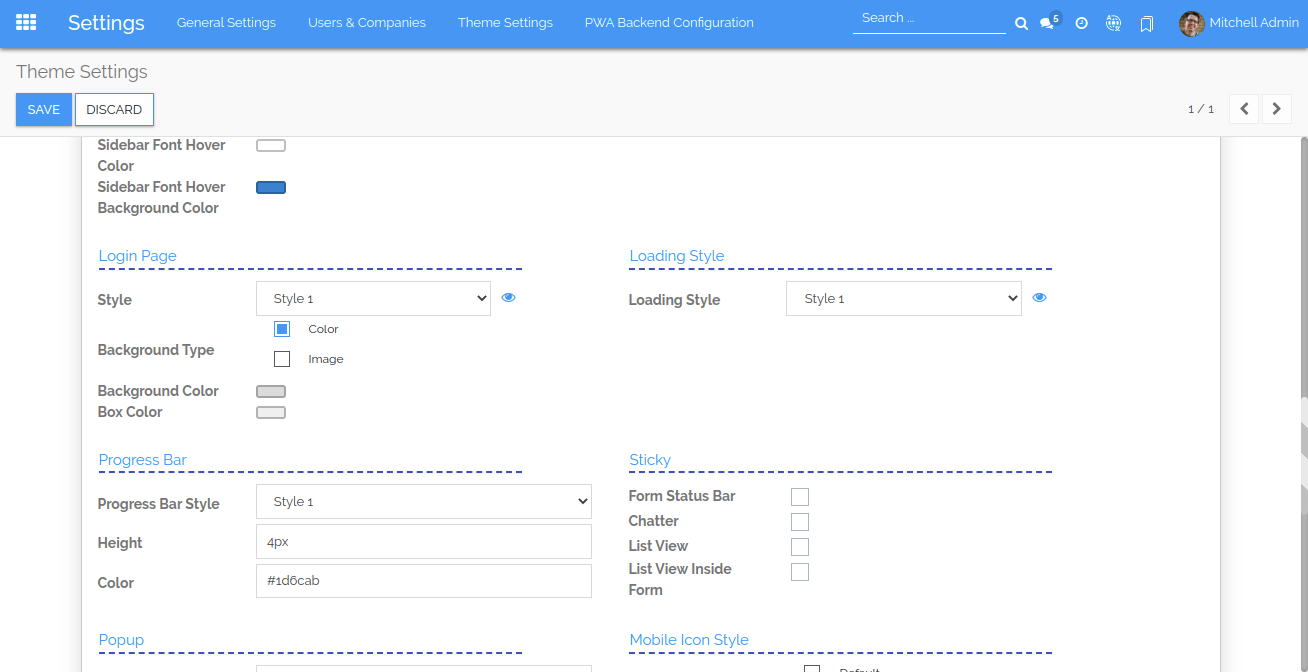 Settings
General Settings
Users & Companies
Theme Settings
PWA Backend Configuration
Search ...
5
Mitchell Admin
Theme Settings
SAVE
DISCARD
1 / 1
Sidebar Font Hover
Color
Sidebar Font Hover
Background Color
Login Page
Style
Style 1
Background Type
Color
Image
Background Color
Box Color
Loading Style
Loading Style
Style 1
Progress Bar
Progress Bar Style
Style 1
Height
4px
Color
#1d6cab
Sticky
Form Status Bar
Chatter
List View
List View Inside
Form
Popup
Mobile Icon Style
Default